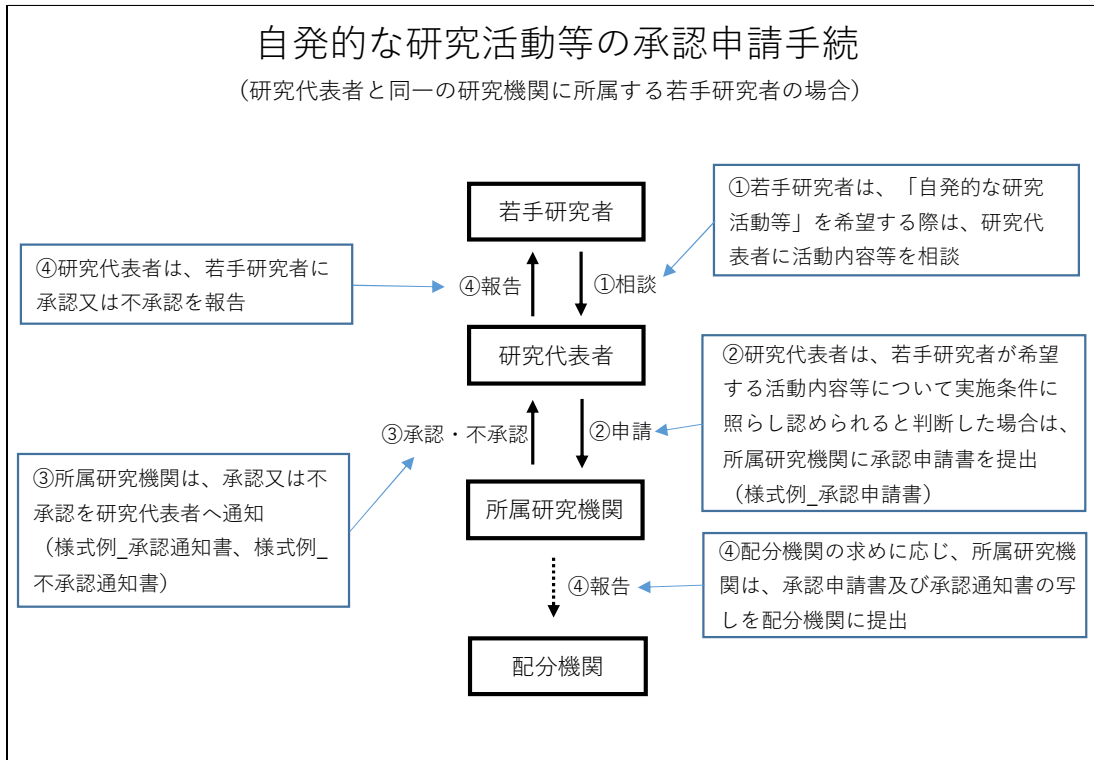 自発的な研究活動等の承認申請手続
（研究代表者と同一の研究機関に所属する若手研究者の場合）
若手研究者
①若手研究者は、「自発的な研究
活動等」を希望する際は、研究代
表者に活動内容等を相談
④研究代表者は、若手研究者に
承認又は不承認を報告
④報告
①相談
研究代表者
②研究代表者は、若手研究者が希望
する活動内容等について実施条件に
照らし認められると判断した場合は、
所属研究機関に承認申請書を提出
（様式例_承認申請書）
③承認・不承認
②申請
③所属研究機関は、承認又は不
承認を研究代表者へ通知
（様式例_承認通知書、様式例_
不承認通知書）
所属研究機関
④配分機関の求めに応じ、所属研究機
関は、承認申請書及び承認通知書の写
しを配分機関に提出
④報告
配分機関